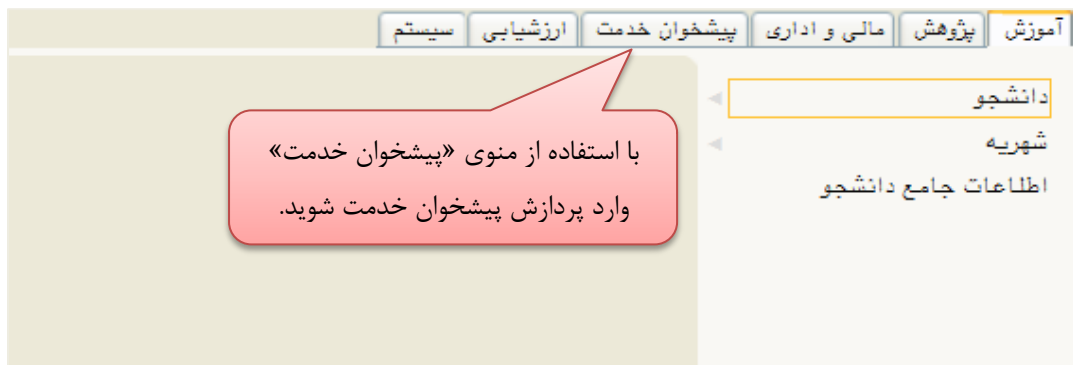 آموزش پژوهش مالی و اداری پیشخوان خدمت ارزشیابی سیستم
دانشجو
شهریه
اطلاعات جامع دانشجو
با استفاده از منوی «پیشخوان خدمت»
وارد پردازش پیشخوان خدمت شوید.